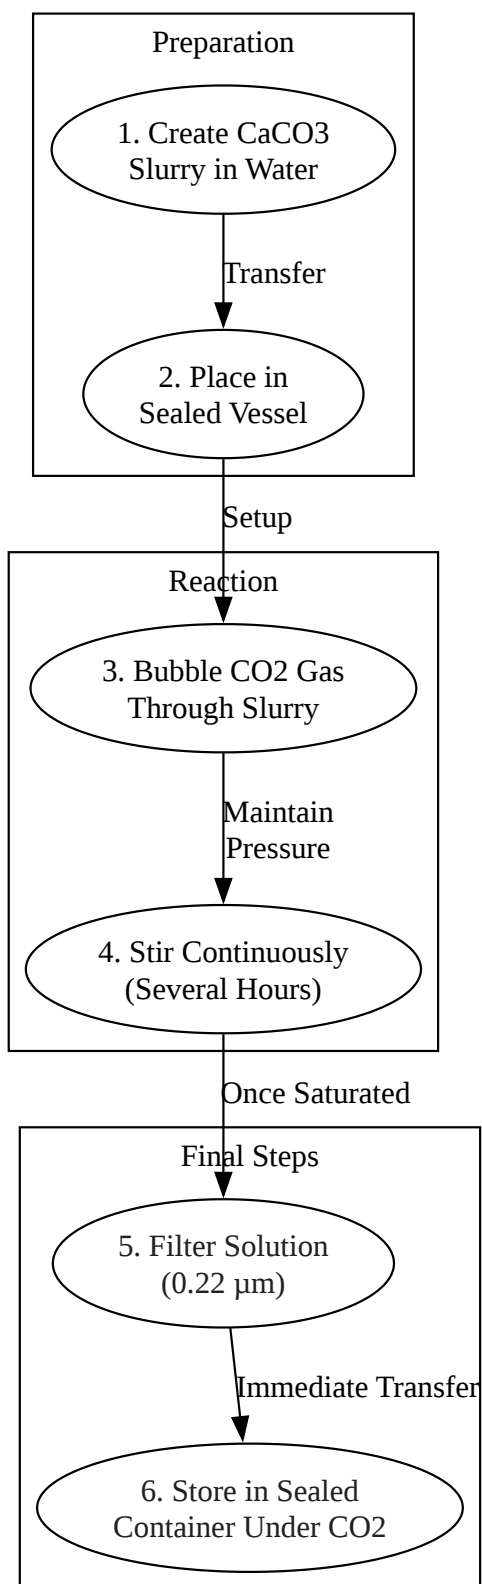 Preparation
1. Create CaCO3
Slurry in Water
Transfer
2. Place in
Sealed Vessel
Setup
Reaction
3. Bubble CO2 Gas
Through Slurry
Maintain
Pressure
4. Stir Continuously
(Several Hours)
Once Saturated
Final Steps
5. Filter Solution
(0.22 µm)
Immediate Transfer
6. Store in Sealed
Container Under CO2